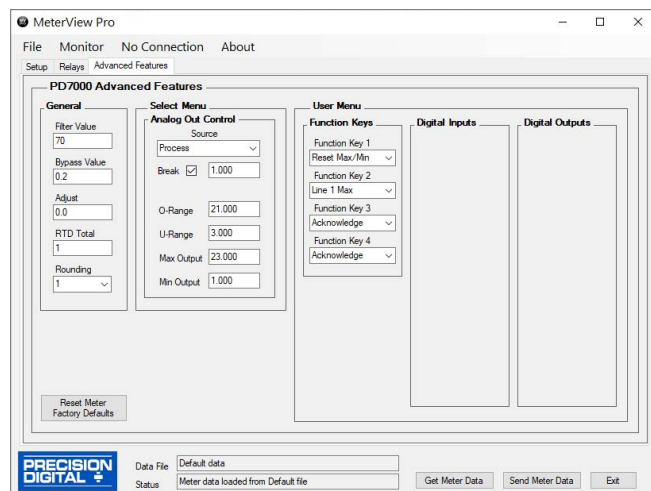 MeterView Pro
File Monitor No Connection About
Setup Relays Advanced Features
PD7000 Advanced Features
General
Filter Value
70
Bypass Value
0.2
Adjust
0.0
RTD Total
1
Rounding
1
Reset Meter
Factory Defaults
Select Menu
Analog Out Control
Source
Process
Break 1.000
O-Range 21.000
U-Range 3.000
Max Output 23.000
Min Output 1.000
User Menu
Function Keys
Function Key 1
Reset Max/Min
Function Key 2
Line 1 Max
Function Key 3
Acknowledge
Function Key 4
Acknowledge
Digital Inputs
Digital Outputs
PRECISION
DIGITAL
Data File Default data
Status Meter data loaded from Default file
Get Meter Data Send Meter Data Exit